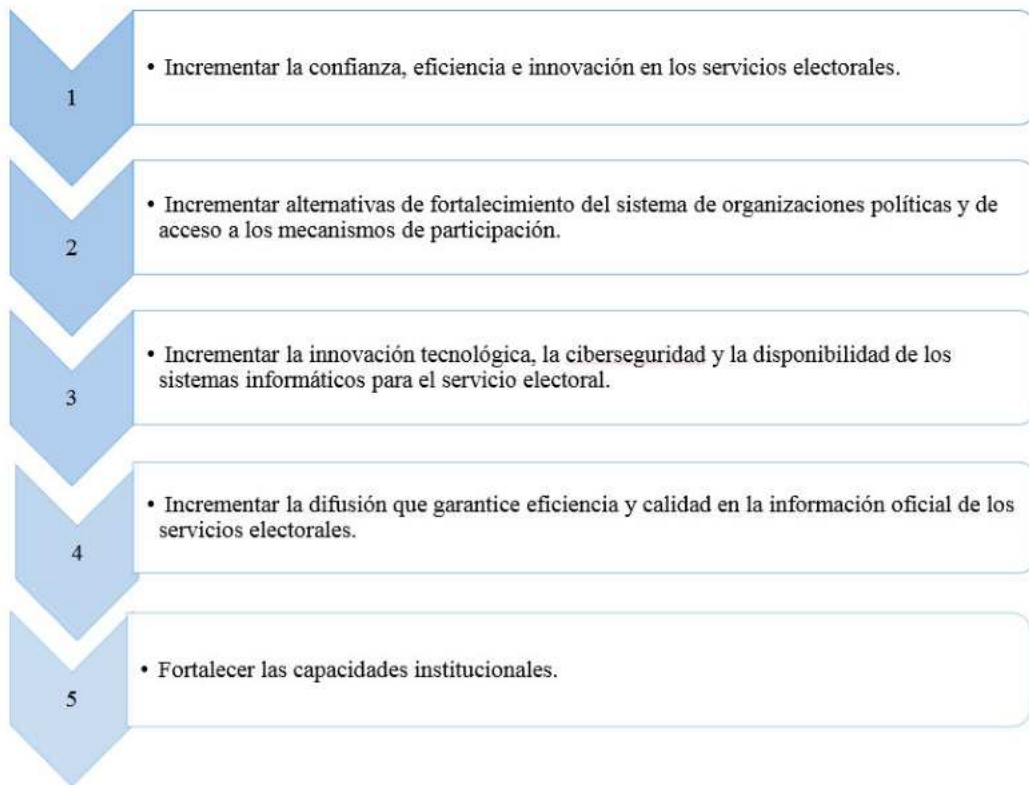 1
• Incrementar la confianza, eficiencia e innovación en los servicios electorales.
2
• Incrementar alternativas de fortalecimiento del sistema de organizaciones políticas y de
acceso a los mecanismos de participación.
3
• Incrementar la innovación tecnológica, la ciberseguridad y la disponibilidad de los
sistemas informáticos para el servicio electoral.
4
• Incrementar la difusión que garantice eficiencia y calidad en la información oficial de los
servicios electorales.
5
• Fortalecer las capacidades institucionales.